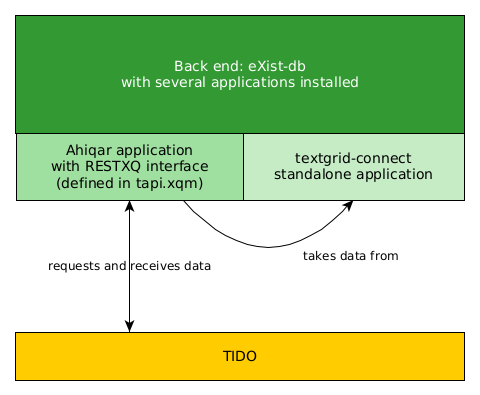 Back end: eXist-db
with several applications installed
Ahiqar application
with RESTXQ interface
(defined in tapi.xqm)
textgrid-connect
standalone application
takes data from
requests and receives data
TIDO